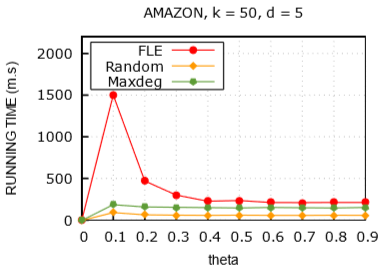 AMAZON, k = 50, d = 5
RUNNING TIME (m.s)
2000
1500
1000
500
0
FLE
Random
Maxdeg
0 0.1 0.2 0.3 0.4 0.5 0.6 0.7 0.8 0.9
theta